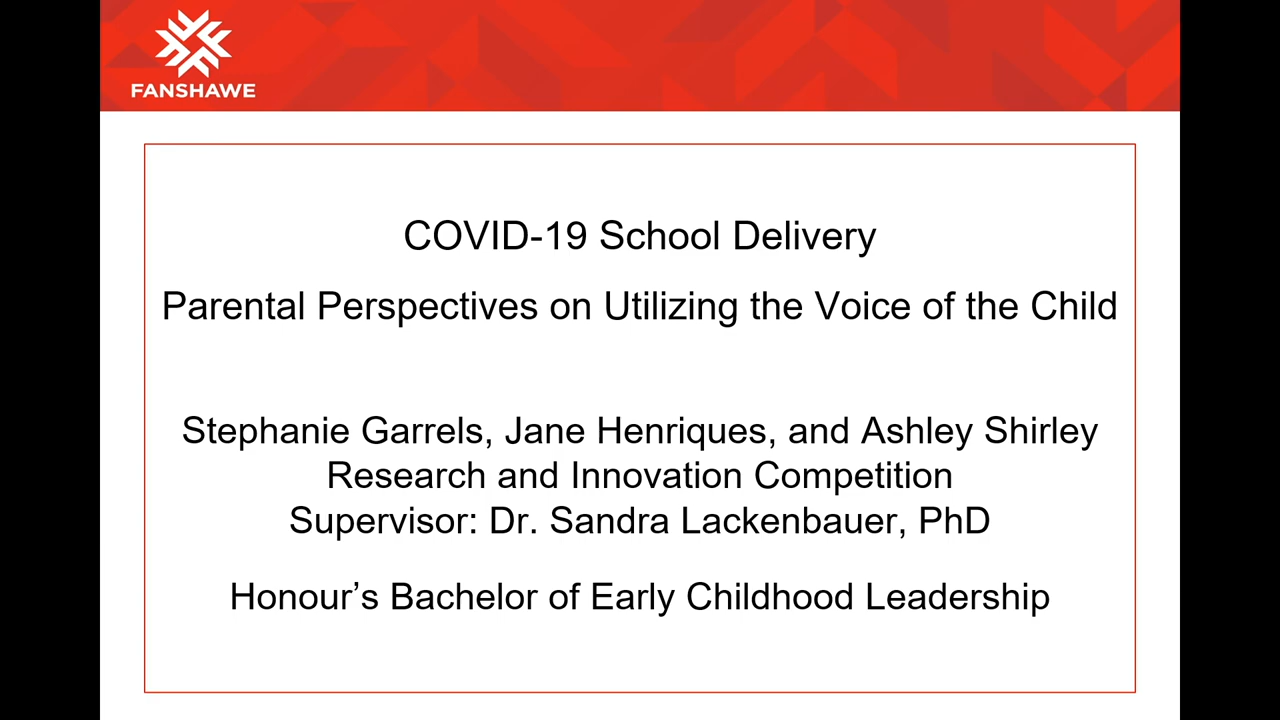 FANSHAWE
COVID-19 School Delivery
Parental Perspectives on Utilizing the Voice of the Child
Stephanie Garrels, Jane Henriques, and Ashley Shirley
Research and Innovation Competition
Supervisor: Dr. Sandra Lackenbauer, PhD
Honour’s Bachelor of Early Childhood Leadership